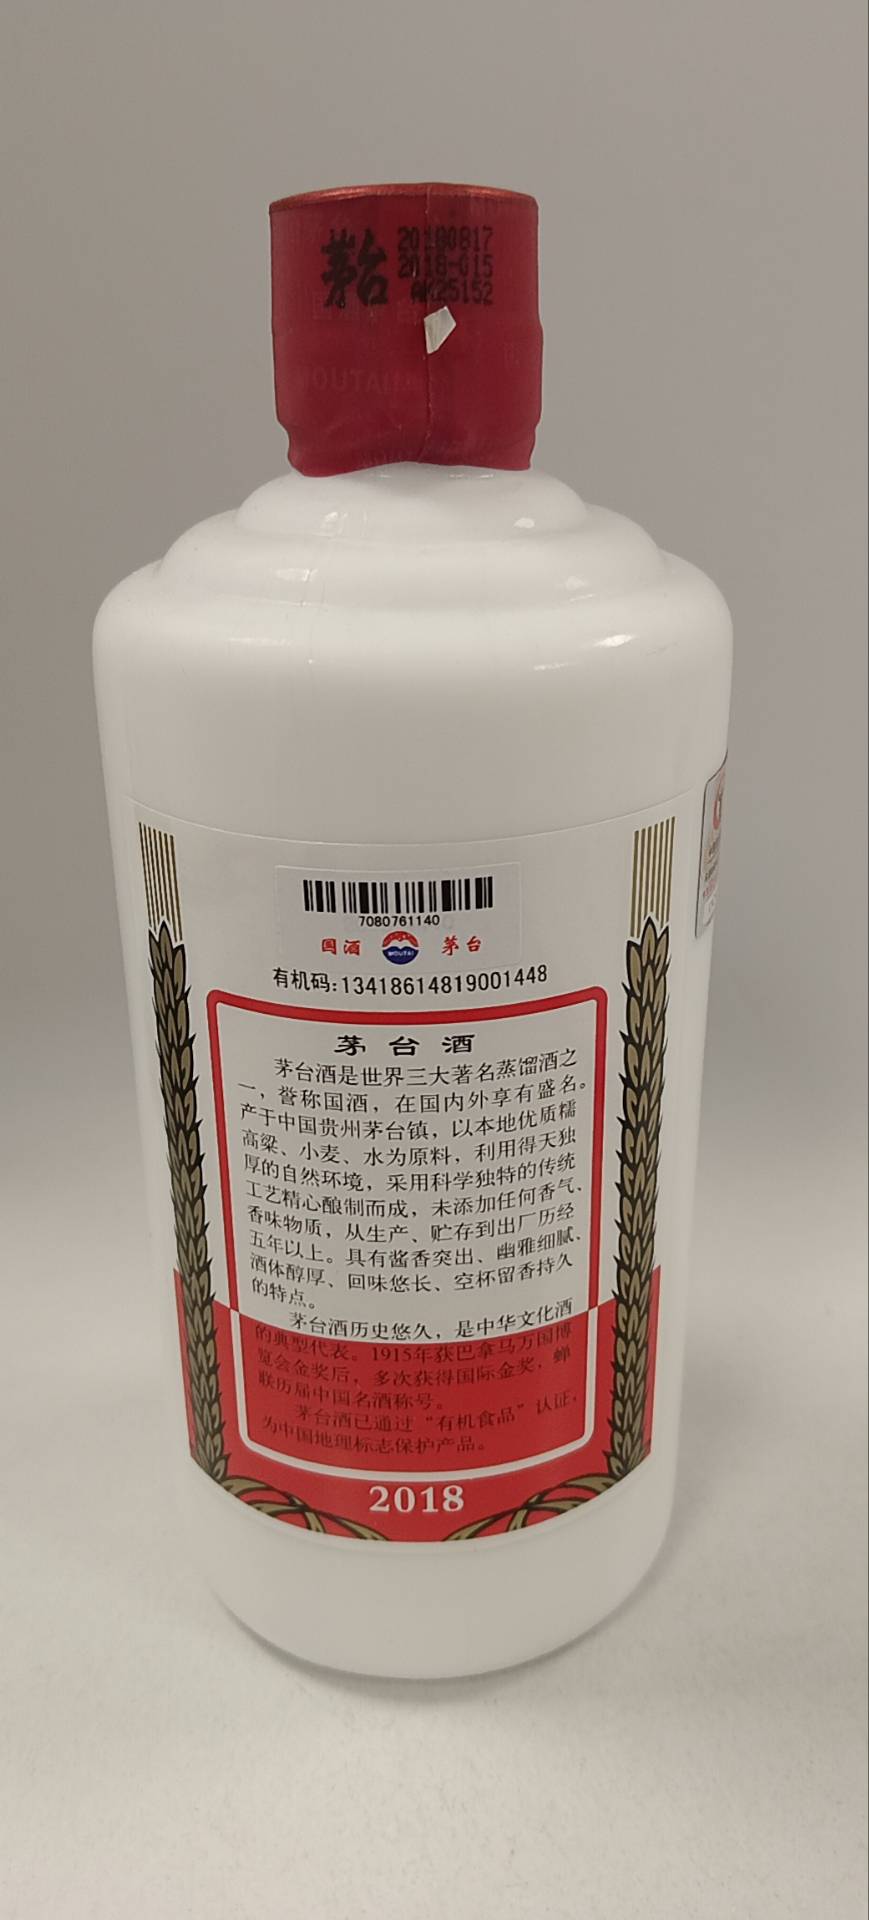 茅台
20180817
2018-015
AR25152
MOUTAI
7080761140
国酒 MOUTAI 茅台
有机码:13418614819001448
茅台酒
茅台酒是世界三大著名蒸馏酒之
一，誉称国酒，在国内外享有盛名。
产于中国贵州茅台镇，以本地优质糯
高粱、小麦、水为原料，利用得天独
厚的自然环境，采用科学独特的传统
工艺精心酿制而成，未添加任何香气、
香味物质，从生产、贮存到出厂历经
五年以上。具有酱香突出、幽雅细腻、
酒体醇厚、回味悠长、空杯留香持久
的特点。
茅台酒历史悠久，是中华文化酒
的典型代表。1915年获巴拿马万国博
览会金奖后，多次获得国际金奖，蝉
联历届中国名酒称号。
茅台酒已通过“有机食品”认证，
为中国地理标志保护产品。
2018